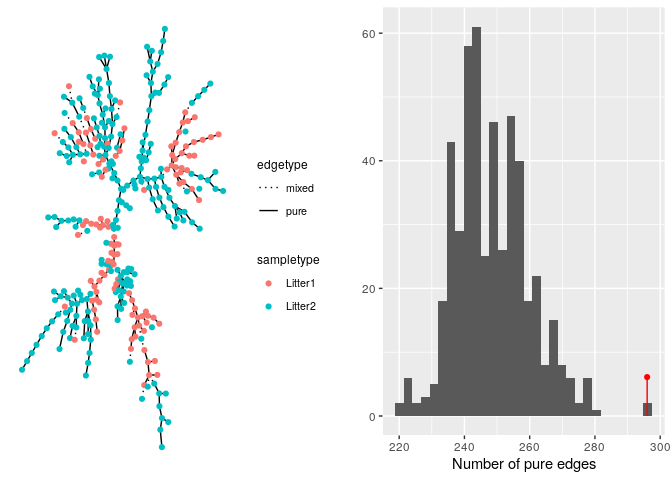 edgetype
mixed
pure
sampletype
Litter1
Litter2
60
40
20
0
220 240 260 280 300
Number of pure edges